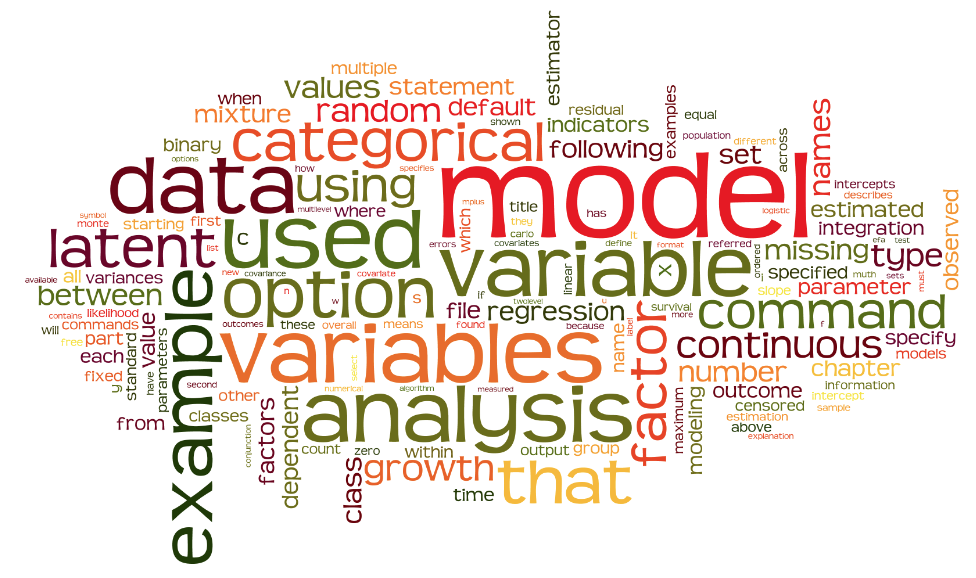 estimator
multiple
values
statement
when
mixture
random
default
shown
residual
examples
equal
names
binary
options
categorical
indicators
following
population
different
across
set
how
specifies
data
using
model
multilevel
where
mplus
title
has
logistic
intercepts
describes
estimated
integration
observed
symbol
monte
starting
first
which
they
carlo
it
latent
list
used
c
errors
covariates
define
format
referred
ordered
missing
type
efa
test
available
all
variances
new
covariance
covariate
variable
linear
x
specified
muth
sets
must
between
example
option
n
w
s
if
twolevel
u
slope
parameter
contains
likelihood
commands
will
value
outcomes
these
overall
means
file
found
regression
because
survival
more
label
name
factor
command
f
free
part
standard
each
variables
continuous
specify
models
fixed
y
have
parameters
second
select
numerical
algorithm
measured
number
chapter
information
from
other
classes
conjunction
factors
dependent
analysis
maximum
modeling
outcome
intercept
censored
sample
estimation
above
explanation
count
zero
within
output
group
class
growth
that
time